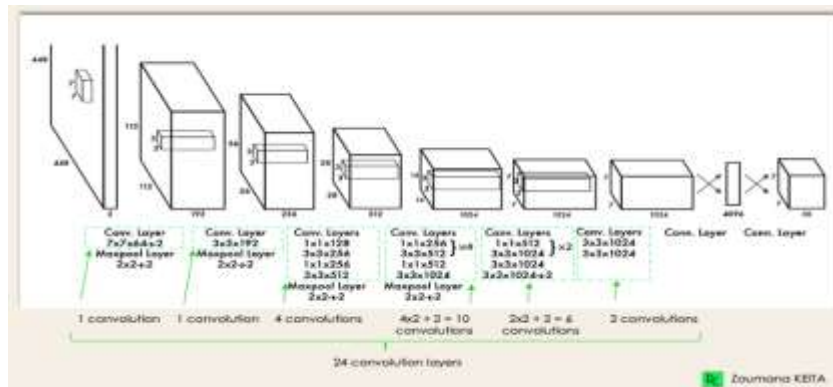 448
448
3
112
112
192
56
56
256
28
28
512
14
14
1024
7
7
1024
7
7
1024
4096
7
7
30
Conv. Layer
7x7x64-s-2
Maxpool Layer
2x2-s-2
Conv. Layer
3x3x192
Maxpool Layer
2x2-s-2
Conv. Layers
1x1x128
3x3x256
1x1x256
3x3x512
Maxpool Layer
2x2-s-2
Conv. Layers
1x1x256
3x3x512
1x1x512
3x3x1024
Maxpool Layer
2x2-s-2
Conv. Layers
1x1x512
3x3x1024
3x3x1024
3x3x1024-s-2
x2
Conv. Layers
3x3x1024
3x3x1024
Conv. Layer
Conv. Layer
1 convolution
1 convolution
4 convolutions
4x2 + 2 = 10
convolutions
2x2 + 2 = 6
convolutions
2 convolutions
24 convolution layers
Zoumana KEITA